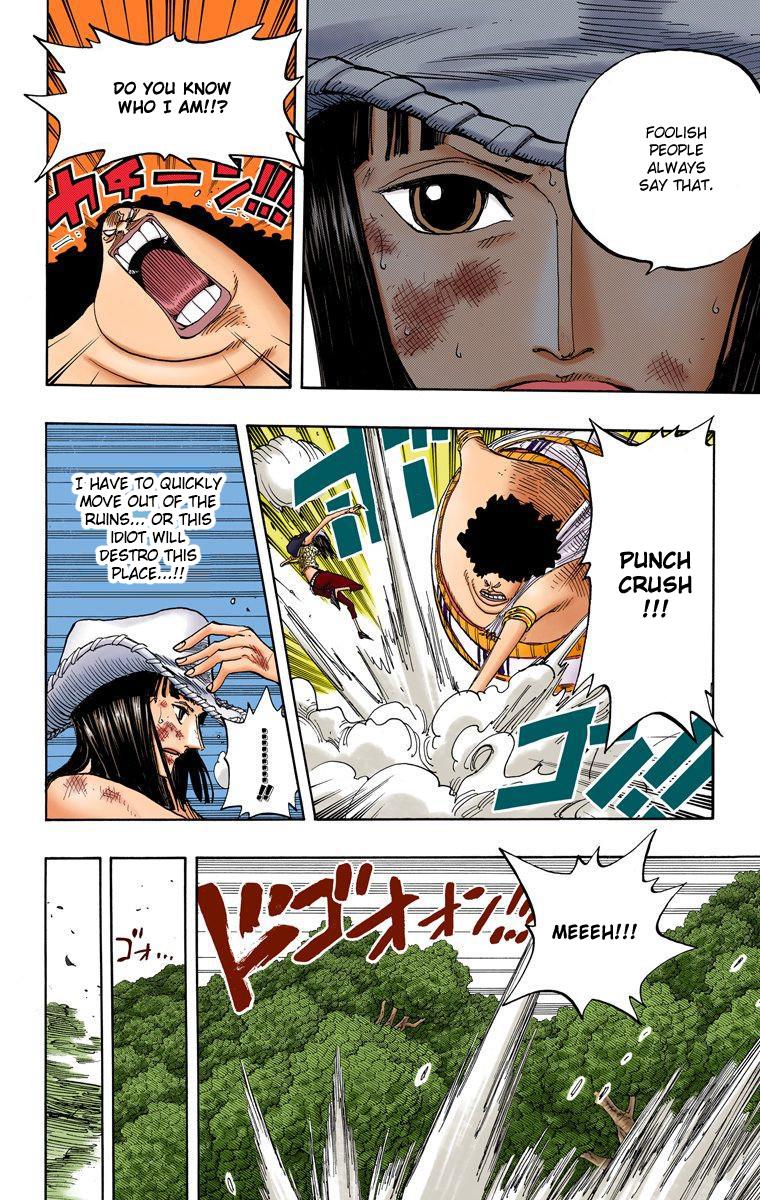 FOOLISH
PEOPLE
ALWAYS
SAY THAT.
DO YOU KNOW
WHO I AM!!?
カチーン!!!
PUNCH
CRUSH
!!!
ゴン!!
I HAVE TO QUICKLY
MOVE OUT OF THE
RUINS... OR THIS
IDIOT WILL
DESTRO THIS
PLACE...!!
.........!!
MEEEH!!!
ドゴオオン!!!
ゴオ...